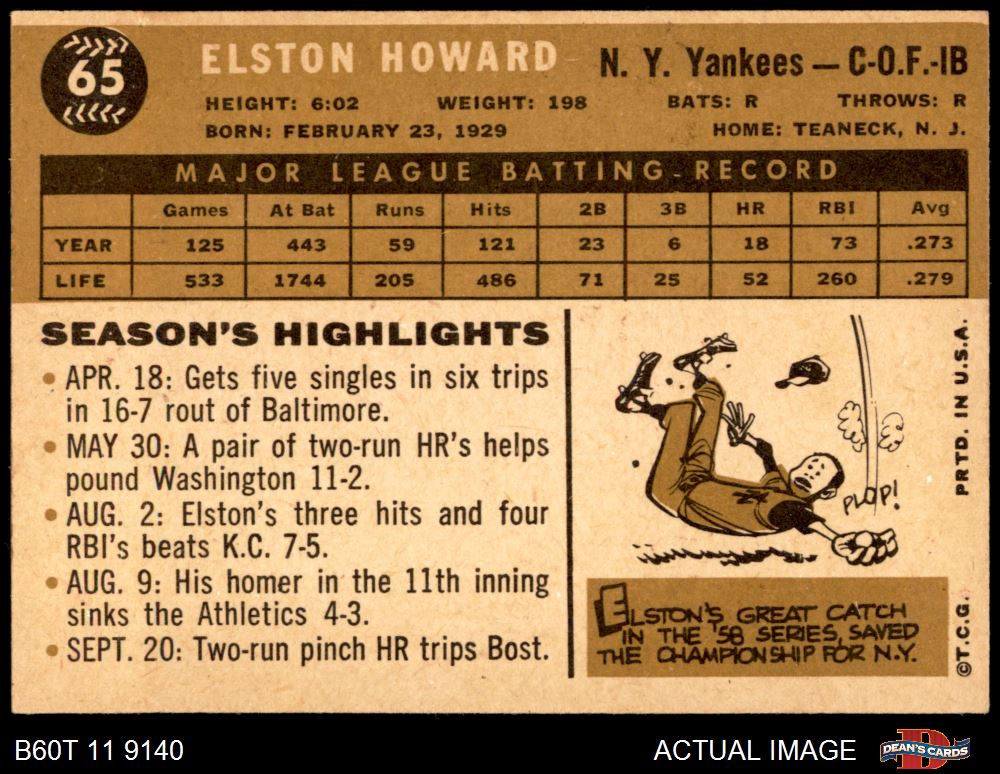 65
ELSTON HOWARD N. Y. Yankees — C-O.F.-1B
HEIGHT: 6:02 WEIGHT: 198 BATS: R THROWS: R
BORN: FEBRUARY 23, 1929 HOME: TEANECK, N. J.
MAJOR LEAGUE BATTING RECORD
Games At Bat Runs Hits 2B 3B HR RBI Avg
YEAR 125 443 59 121 23 6 18 73 .273
LIFE 533 1744 205 486 71 25 52 260 .279
SEASON'S HIGHLIGHTS
• APR. 18: Gets five singles in six trips
in 16-7 rout of Baltimore.
• MAY 30: A pair of two-run HR's helps
pound Washington 11-2.
• AUG. 2: Elston's three hits and four
RBI's beats K.C. 7-5.
• AUG. 9: His homer in the 11th inning
sinks the Athletics 4-3.
• SEPT. 20: Two-run pinch HR trips Bost.
PLOP!
ELSTON'S GREAT CATCH
IN THE '58 SERIES, SAVED
THE CHAMPIONSHIP FOR N.Y.
©T.C.G. PRTD. IN U.S.A.
B60T 11 9140 ACTUAL IMAGE DEAN'S CARDS